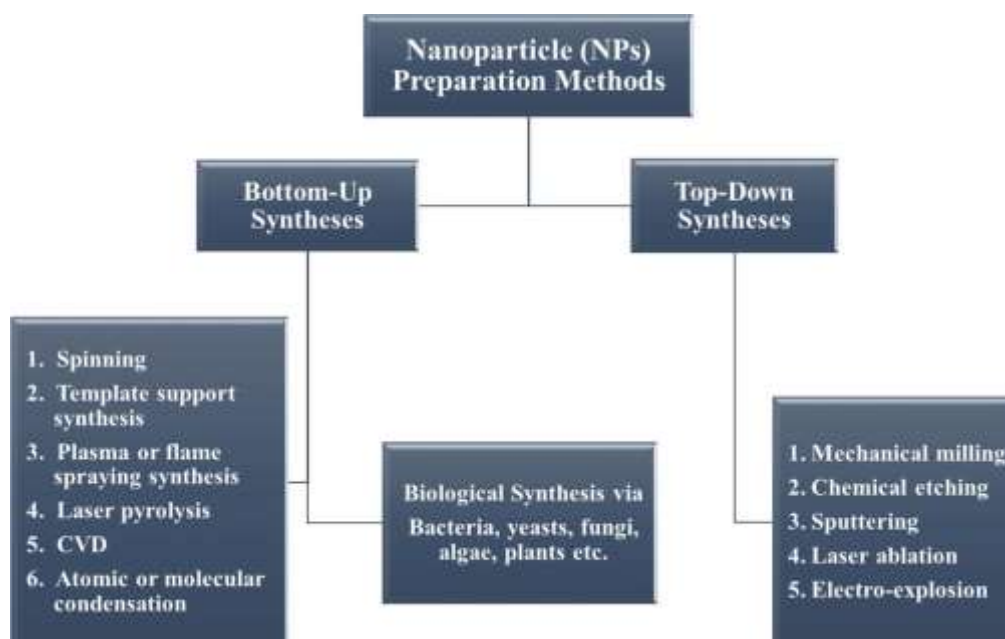 Nanoparticle (NPs)
Preparation Methods
Bottom-Up
Syntheses
Top-Down
Syntheses
1. Spinning
2. Template support
synthesis
3. Plasma or flame
spraying synthesis
4. Laser pyrolysis
5. CVD
6. Atomic or molecular
condensation
Biological Synthesis via
Bacteria, yeasts, fungi,
algae, plants etc.
1. Mechanical milling
2. Chemical etching
3. Sputtering
4. Laser ablation
5. Electro-explosion